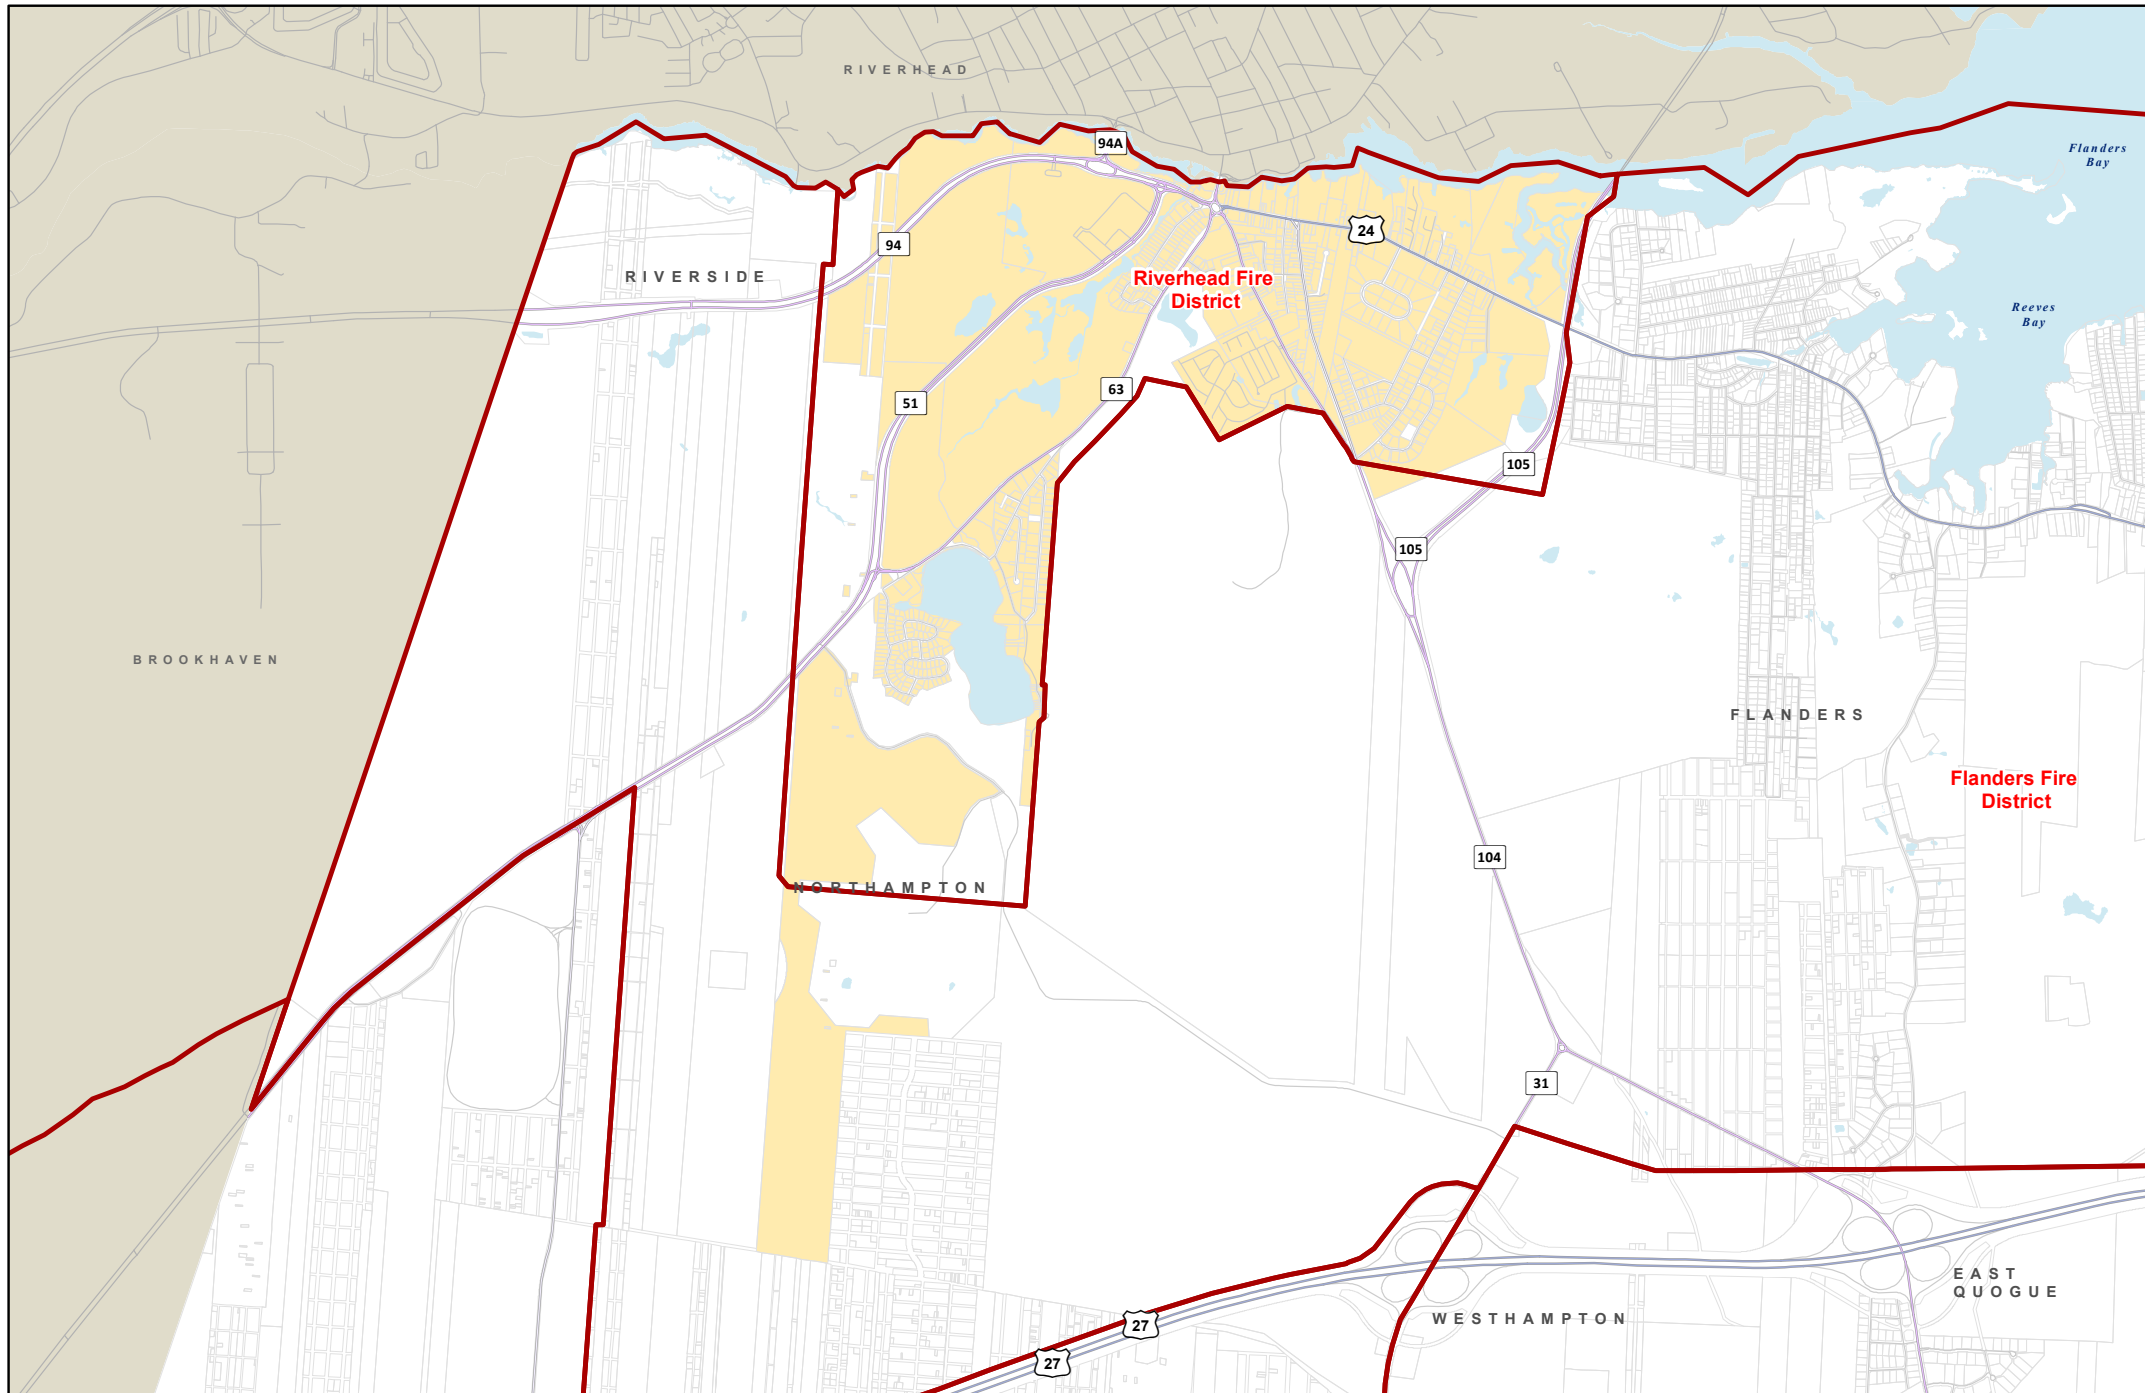 RIVERHEAD
94A
Flanders
Bay
24
94
RIVERSIDE
Riverhead Fire
District
Reeves
Bay
63
51
105
105
BROOKHAVEN
FLANDERS
Flanders Fire
District
104
NORTHAMPTON
31
EAST
QUOGUE
WESTHAMPTON
27
27